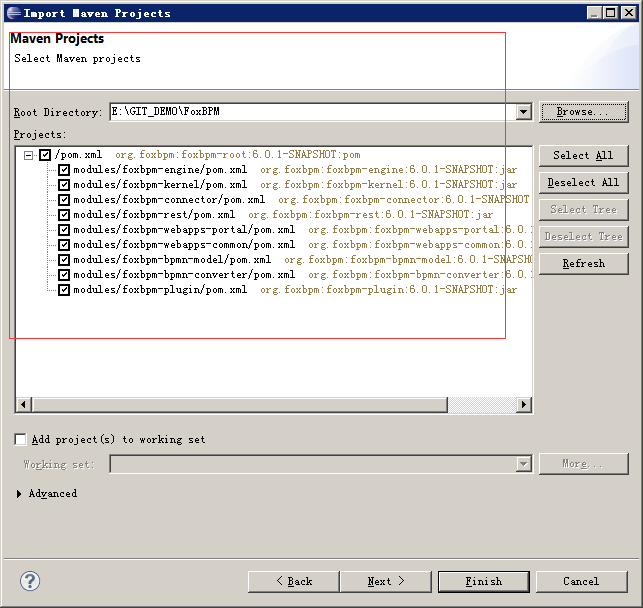 Import Maven Projects
Maven Projects
Select Maven projects
Root Directory: E:\GIT_DEMO\FoxBPM Browse...
Projects:
/pom.xml org.foxbpm:foxbpm-root:6.0.1-SNAPSHOT:pom
modules/foxbpm-engine/pom.xml org.foxbpm:foxbpm-engine:6.0.1-SNAPSHOT:jar
modules/foxbpm-kernel/pom.xml org.foxbpm:foxbpm-kernel:6.0.1-SNAPSHOT:jar
modules/foxbpm-connector/pom.xml org.foxbpm:foxbpm-connector:6.0.1-SNAPSHOT
modules/foxbpm-rest/pom.xml org.foxbpm:foxbpm-rest:6.0.1-SNAPSHOT:jar
modules/foxbpm-webapps-portal/pom.xml org.foxbpm:foxbpm-webapps-portal:6.0.
modules/foxbpm-webapps-common/pom.xml org.foxbpm:foxbpm-webapps-common:6.0.
modules/foxbpm-bpmn-model/pom.xml org.foxbpm:foxbpm-bpmn-model:6.0.1-SNAPSH
modules/foxbpm-bpmn-converter/pom.xml org.foxbpm:foxbpm-bpmn-converter:6.0.
modules/foxbpm-plugin/pom.xml org.foxbpm:foxbpm-plugin:6.0.1-SNAPSHOT:jar
Select All
Deselect All
Select Tree
Deselect Tree
Refresh
Add project(s) to working set
Working set: More...
Advanced
? < Back Next > Finish Cancel